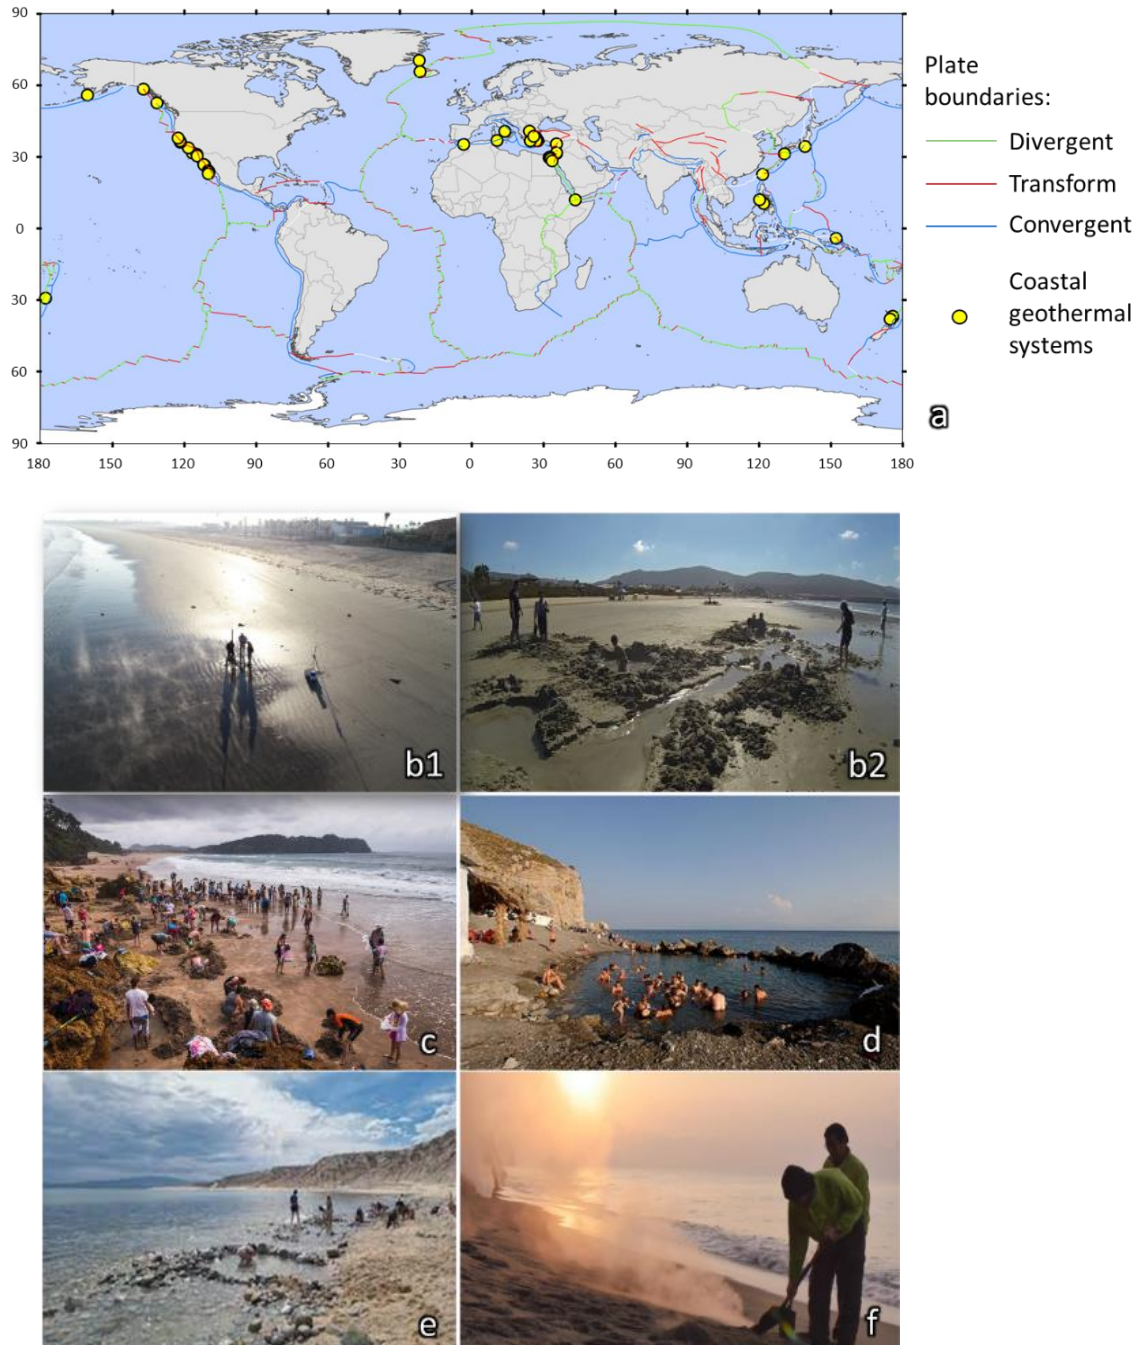 90
60
30
0
30
60
90
180 150 120 90 60 30 0 30 60 90 120 150 180
Plate
boundaries:
Divergent
Transform
Convergent
Coastal
geothermal
systems
a
b1
b2
c
d
e
f